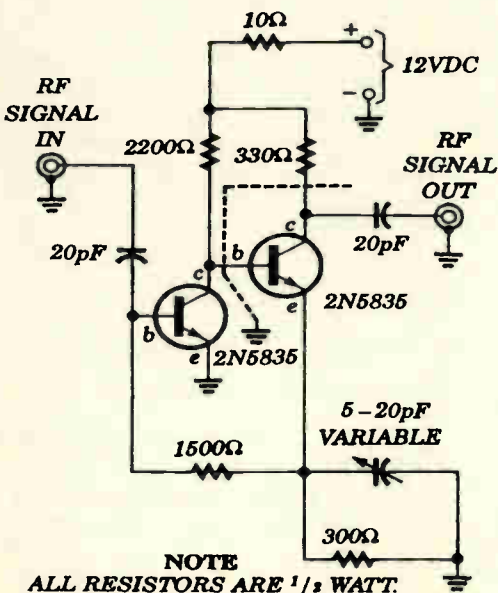 10Ω
+
12VDC
−
RF
SIGNAL
IN
2200Ω
330Ω
RF
SIGNAL
OUT
20pF
c
b
c
20pF
b
e
2N5835
e
2N5835
5-20pF
VARIABLE
1500Ω
300Ω
NOTE
ALL RESISTORS ARE 1/2 WATT.